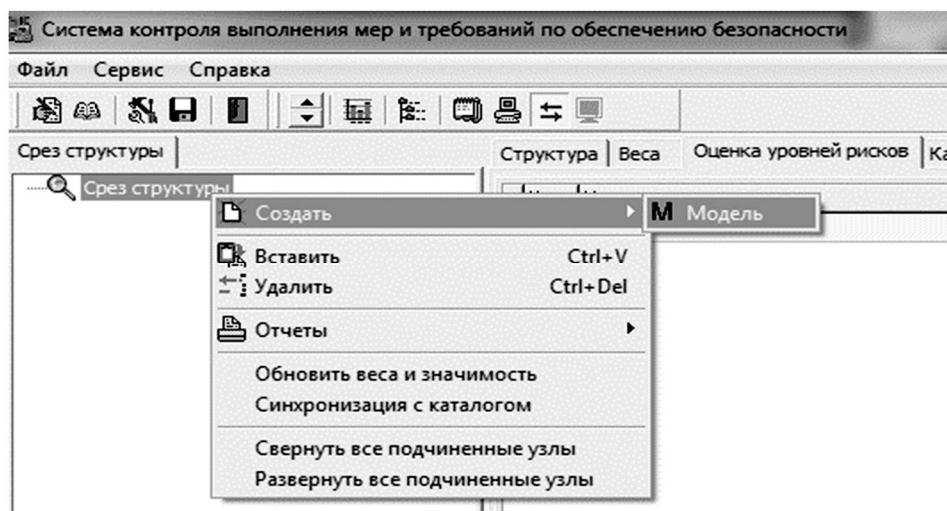 Система контроля выполнения мер и требований по обеспечению безопасности
Файл Сервис Справка
Срез структуры
Структура Веса Оценка уровней рисков
Срез структуры
Создать
М Модель
Вставить Ctrl+V
Удалить Ctrl+Del
Отчеты
Обновить веса и значимость
Синхронизация с каталогом
Свернуть все подчиненные узлы
Развернуть все подчиненные узлы